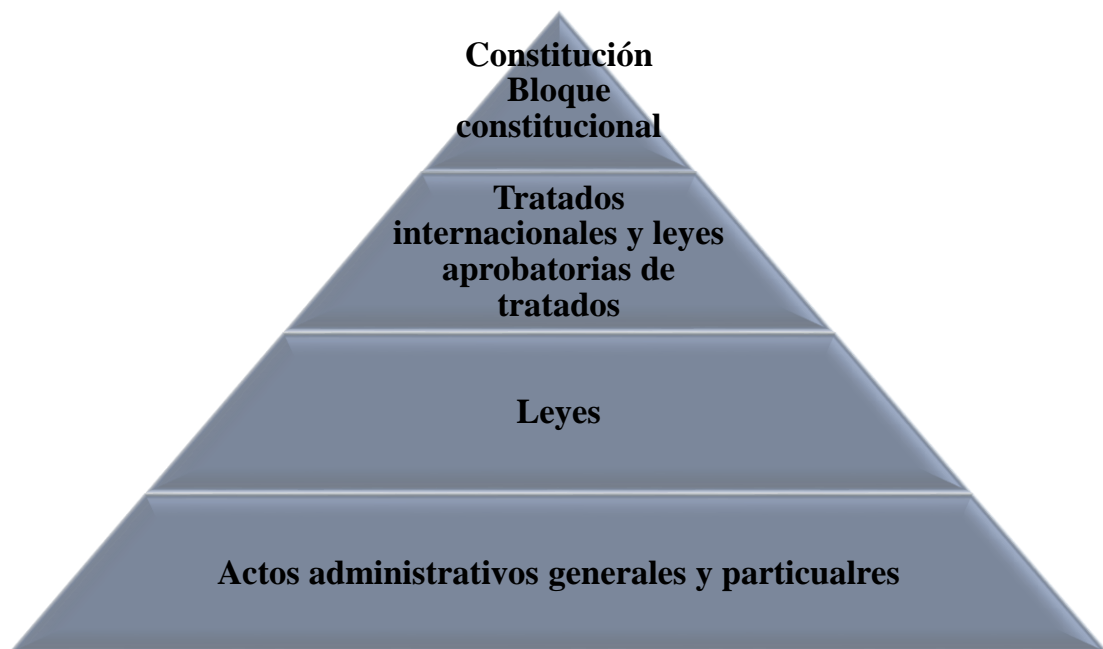 Constitución
Bloque
constitucional
Tratados
internacionales y leyes
aprobatorias de
tratados
Leyes
Actos administrativos generales y particualres